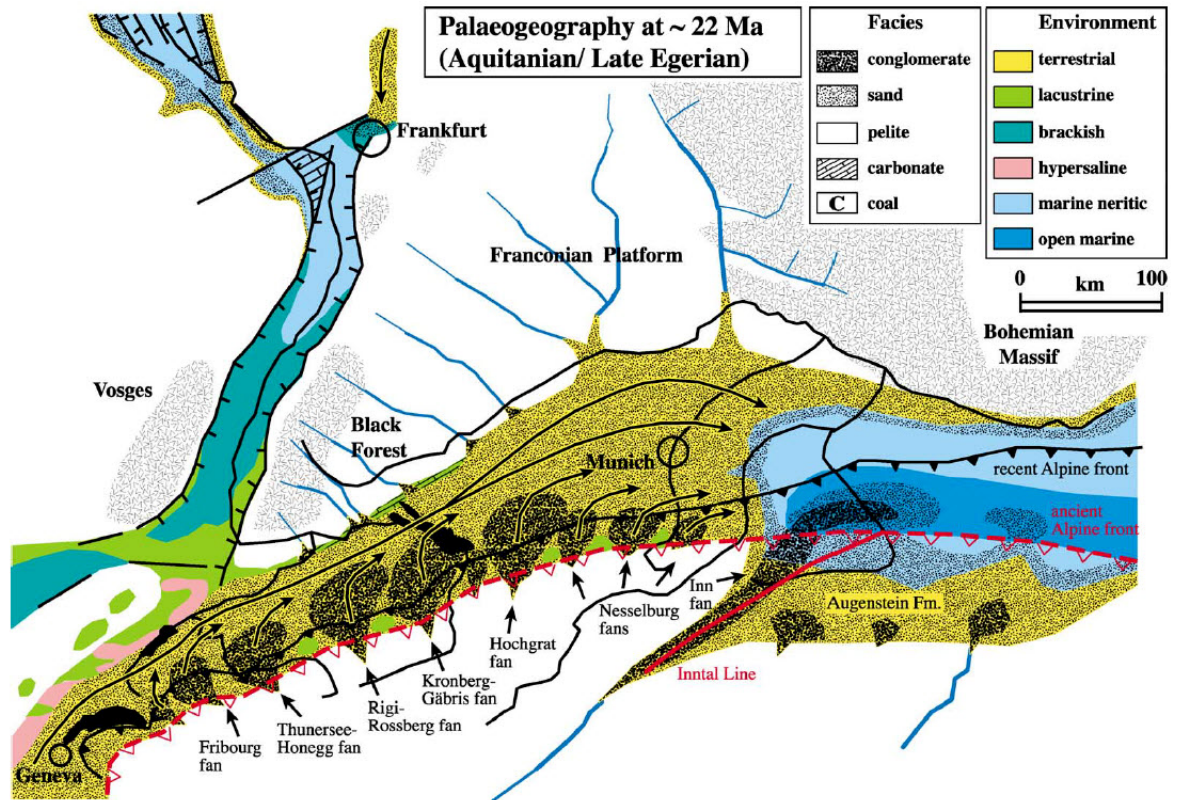 Palaeogeography at ~ 22 Ma
(Aquitanian/ Late Egerian)
Facies
conglomerate
sand
pelite
carbonate
C coal
Environment
terrestrial
lacustrine
brackish
hypersaline
marine neritic
open marine
0 100
km
Frankfurt
Franconian Platform
Bohemian
Massif
Vosges
Black
Forest
Munich
recent Alpine front
ancient
Alpine front
Inn
fan
Augenstein Fm.
Nesselburg
fans
Hochgrat
fan
Inntal Line
Kronberg-
Gäbris fan
Rigi-
Rossberg fan
Thunersee-
Honegg fan
Fribourg
fan
Geneva